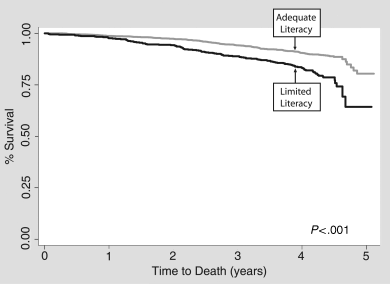 Adequate
Literacy
1.00
0.75
0.50
0.25
0.00
% Survival
Limited
Literacy
P<.001
0 1 2 3 4 5
Time to Death (years)